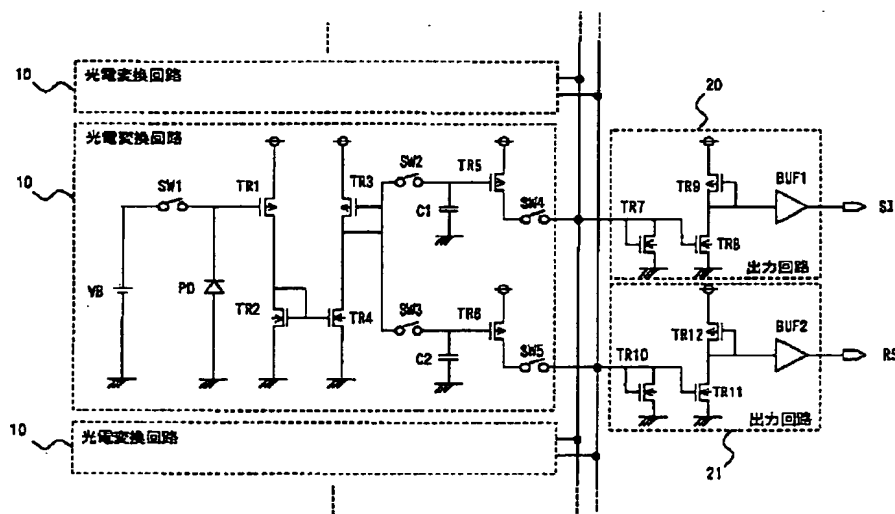 10
光電変換回路
光電変換回路
10
SW1
TR1
TR3
SW2
TR5
C1
SW4
VB
PD
TR2
TR4
SW3
TR6
C2
SW5
10
光電変換回路
20
TR9
BUF1
TR7
TR8
出力回路
TR12
BUF2
RS
TR10
TR11
出力回路
21